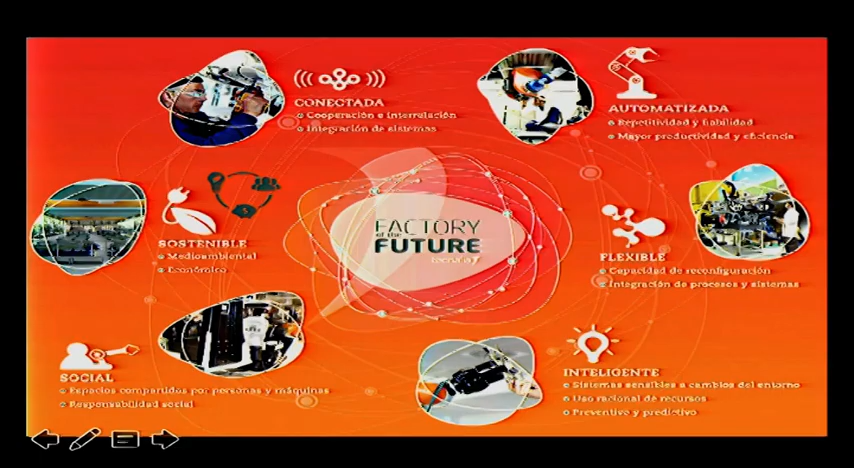 CONECTADA
Cooperación e interrelación
Integración de sistemas
AUTOMATIZADA
Repetitividad y fiabilidad
Mayor productividad y eficiencia
SOSTENIBLE
Medioambiental
Económico
FACTORY
of the
FUTURE
tecnalia
FLEXIBLE
Capacidad de reconfiguración
Integración de procesos y sistemas
SOCIAL
Espacios compartidos por personas y máquinas
Responsabilidad social
INTELIGENTE
Sistemas sensibles a cambios del entorno
Uso racional de recursos
Preventivo y predictivo